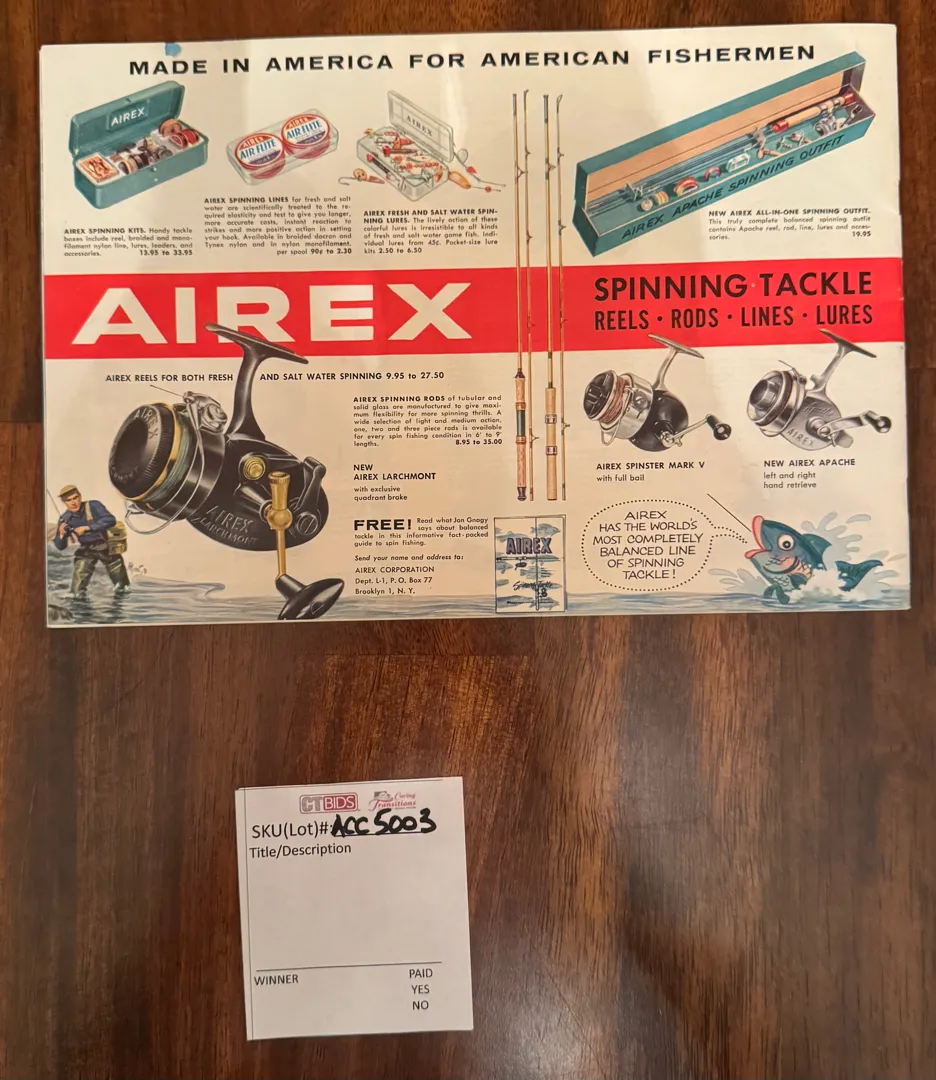 MADE IN AMERICA FOR AMERICAN FISHERMEN
AIREX
AIREX
AIR FLITE
AIREX
AIR FLITE
AIREX
AIREX APACHE SPINNING OUTFIT
AIREX SPINNING KITS. Handy tackle
boxes include reel, braided and mono-
filament nylon line, lures, leaders, and
accessories. 13.95 to 33.95
AIREX SPINNING LINES for fresh and salt
water are scientifically treated to the re-
quired elasticity and test to give you longer,
more accurate casts, instant reaction to
strikes and more positive action in setting
your hook. Available in braided dacron and
Tynex nylon and in nylon monofilament.
per spool 90¢ to 2.30
AIREX FRESH AND SALT WATER SPIN-
NING LURES. The lively action of these
colorful lures is irresistible to all kinds
of fresh and salt water game fish. Indi-
vidual lures from 45¢. Pocket-size lure
kits 2.50 to 6.50
NEW AIREX ALL-IN-ONE SPINNING OUTFIT.
This truly complete balanced spinning outfit
contains Apache reel, rod, line, lures and acces-
sories. 19.95
AIREX
SPINNING TACKLE
REELS • RODS • LINES • LURES
AIREX REELS FOR BOTH FRESH AND SALT WATER SPINNING 9.95 to 27.50
AIREX SPINNING RODS of tubular and
solid glass are manufactured to give maxi-
mum flexibility for more spinning thrills. A
wide selection of light and medium action,
one, two and three piece rods is available
for every spin fishing condition in 6' to 9'
lengths. 8.95 to 35.00
NEW
AIREX LARCHMONT
with exclusive
quadrant brake
AIREX
LARCHMONT
FREE! Read what Jon Gnagy
says about balanced
tackle in this informative fact-packed
guide to spin fishing.
Send your name and address to:
AIREX CORPORATION
Dept. L-1, P. O. Box 77
Brooklyn 1, N. Y.
AIREX
AIREX SPINSTER MARK V
with full bail
AIREX
NEW AIREX APACHE
left and right
hand retrieve
AIREX
HAS THE WORLD'S
MOST COMPLETELY
BALANCED LINE
OF SPINNING
TACKLE!
CTBIDS
Caring
Transitions
SKU(Lot)#: ACC5003
Title/Description
WINNER
PAID
YES
NO